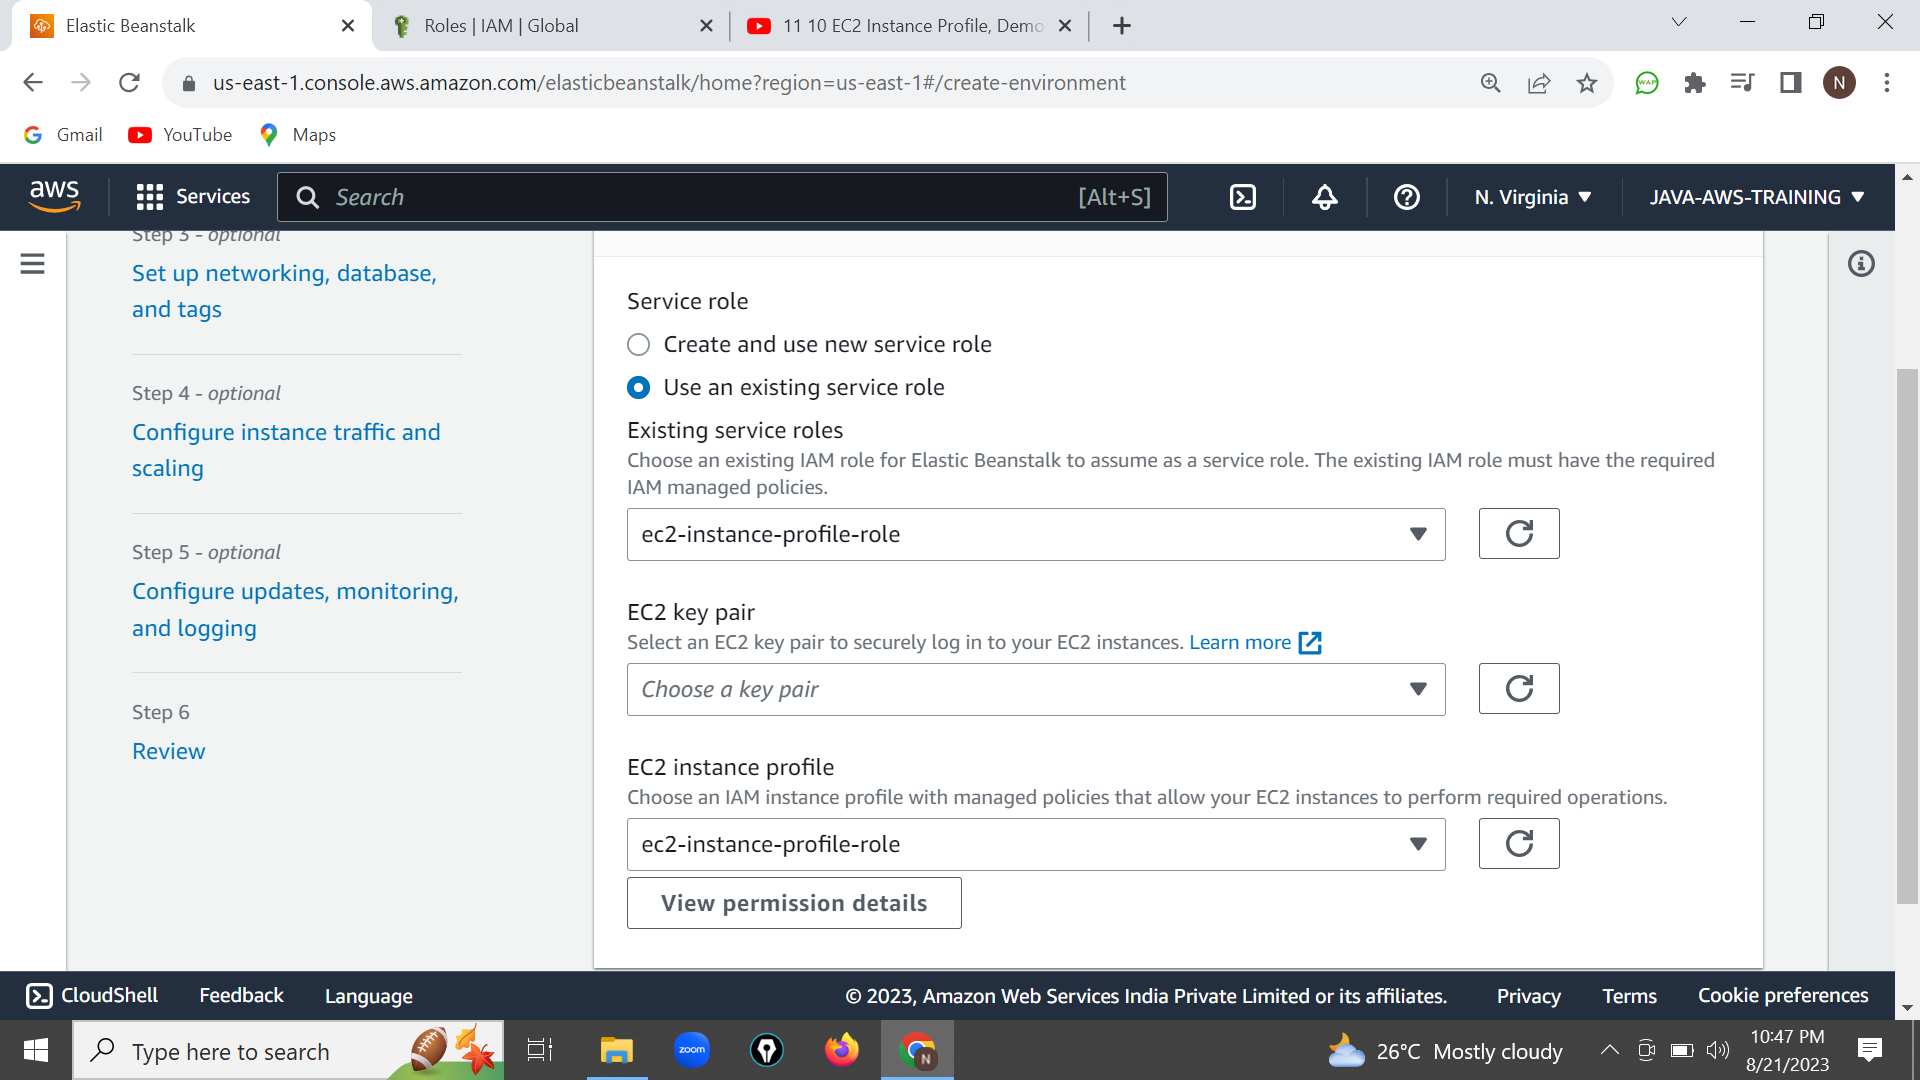 Elastic Beanstalk
Roles | IAM | Global
11 10 EC2 Instance Profile, Demo
us-east-1.console.aws.amazon.com/elasticbeanstalk/home?region=us-east-1#/create-environment
N
Gmail
YouTube
Maps
aws
Services
Search
[Alt+S]
N. Virginia
JAVA-AWS-TRAINING
Step 3 - optional
Set up networking, database,
and tags
Step 4 - optional
Configure instance traffic and
scaling
Step 5 - optional
Configure updates, monitoring,
and logging
Step 6
Review
Service role
Create and use new service role
Use an existing service role
Existing service roles
Choose an existing IAM role for Elastic Beanstalk to assume as a service role. The existing IAM role must have the required
IAM managed policies.
ec2-instance-profile-role
EC2 key pair
Select an EC2 key pair to securely log in to your EC2 instances. Learn more
Choose a key pair
EC2 instance profile
Choose an IAM instance profile with managed policies that allow your EC2 instances to perform required operations.
ec2-instance-profile-role
View permission details
CloudShell
Feedback
Language
© 2023, Amazon Web Services India Private Limited or its affiliates.
Privacy
Terms
Cookie preferences
Type here to search
zoom
N
26°C Mostly cloudy
10:47 PM
8/21/2023